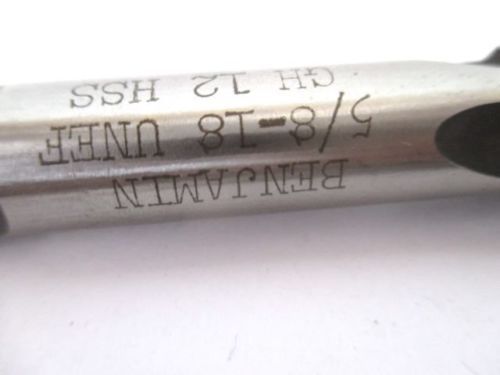 BENJAMIN
5/8-18 UNEF
GH 12 HSS